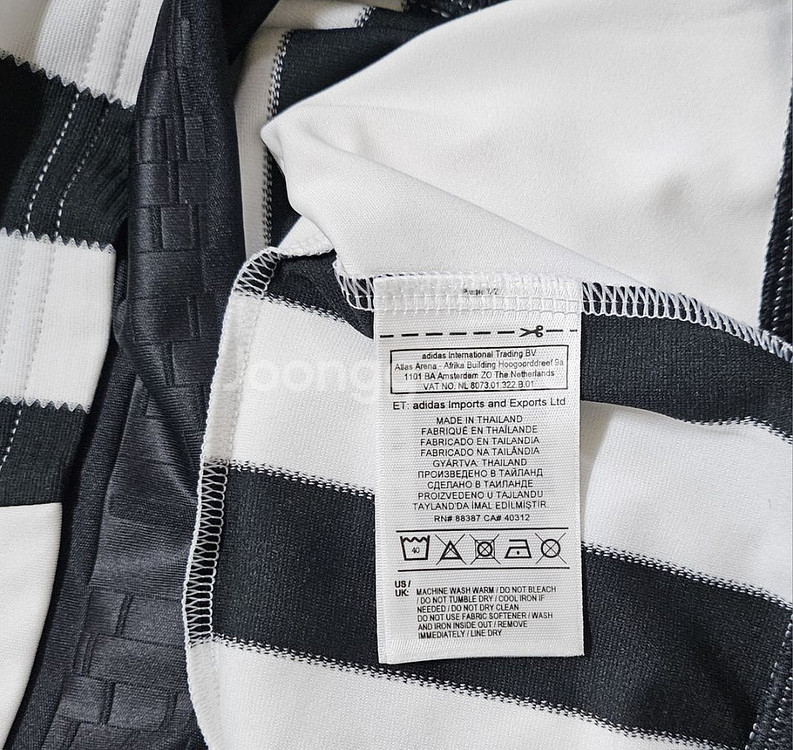 adidas International Trading BV
Atlas Arena - Afrika Building Hoogoorddreef 9a
1101 BA Amsterdam ZO The Netherlands
VAT NO. NL 8073.01.322.B.01
ET: adidas Imports and Exports Ltd
MADE IN THAILAND
FABRIQUÉ EN THAÏLANDE
FABRICADO EN TAILANDIA
FABRICADO NA TAILÂNDIA
GYÁRTVA: THAILAND
ПРОИЗВЕДЕНО В ТАЙЛАНД
СДЕЛАНО В ТАИЛАНДЕ
PROIZVEDENO U TAJLANDU
TAYLAND'DA İMAL EDİLMİŞTİR.
RN# 88387 CA# 40312
40
US /
UK: MACHINE WASH WARM / DO NOT BLEACH
/ DO NOT TUMBLE DRY / COOL IRON IF
NEEDED / DO NOT DRY CLEAN
DO NOT USE FABRIC SOFTENER / WASH
AND IRON INSIDE OUT / REMOVE
IMMEDIATELY / LINE DRY